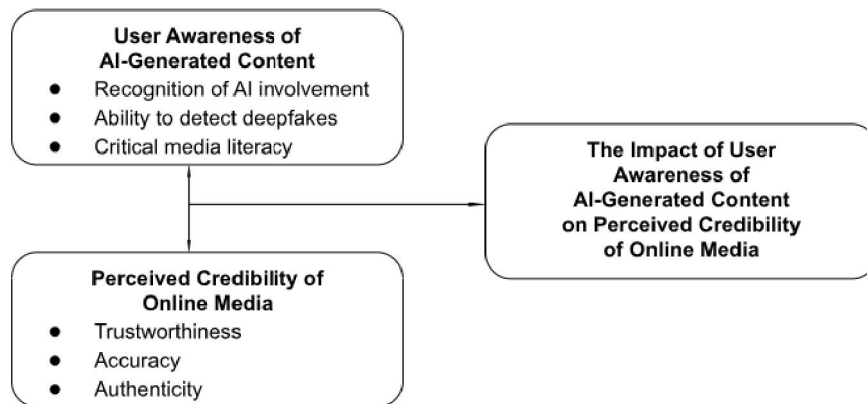 User Awareness of
AI-Generated Content
● Recognition of AI involvement
● Ability to detect deepfakes
● Critical media literacy
The Impact of User
Awareness of
AI-Generated Content
on Perceived Credibility
of Online Media
Perceived Credibility of
Online Media
● Trustworthiness
● Accuracy
● Authenticity